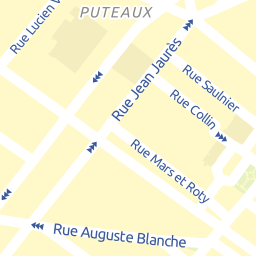 PUTEAUX
Rue Lucien
Rue Jean Jaurès
Rue Saulnier
Rue Collin
Rue Mars et Roty
Rue Auguste Blanche